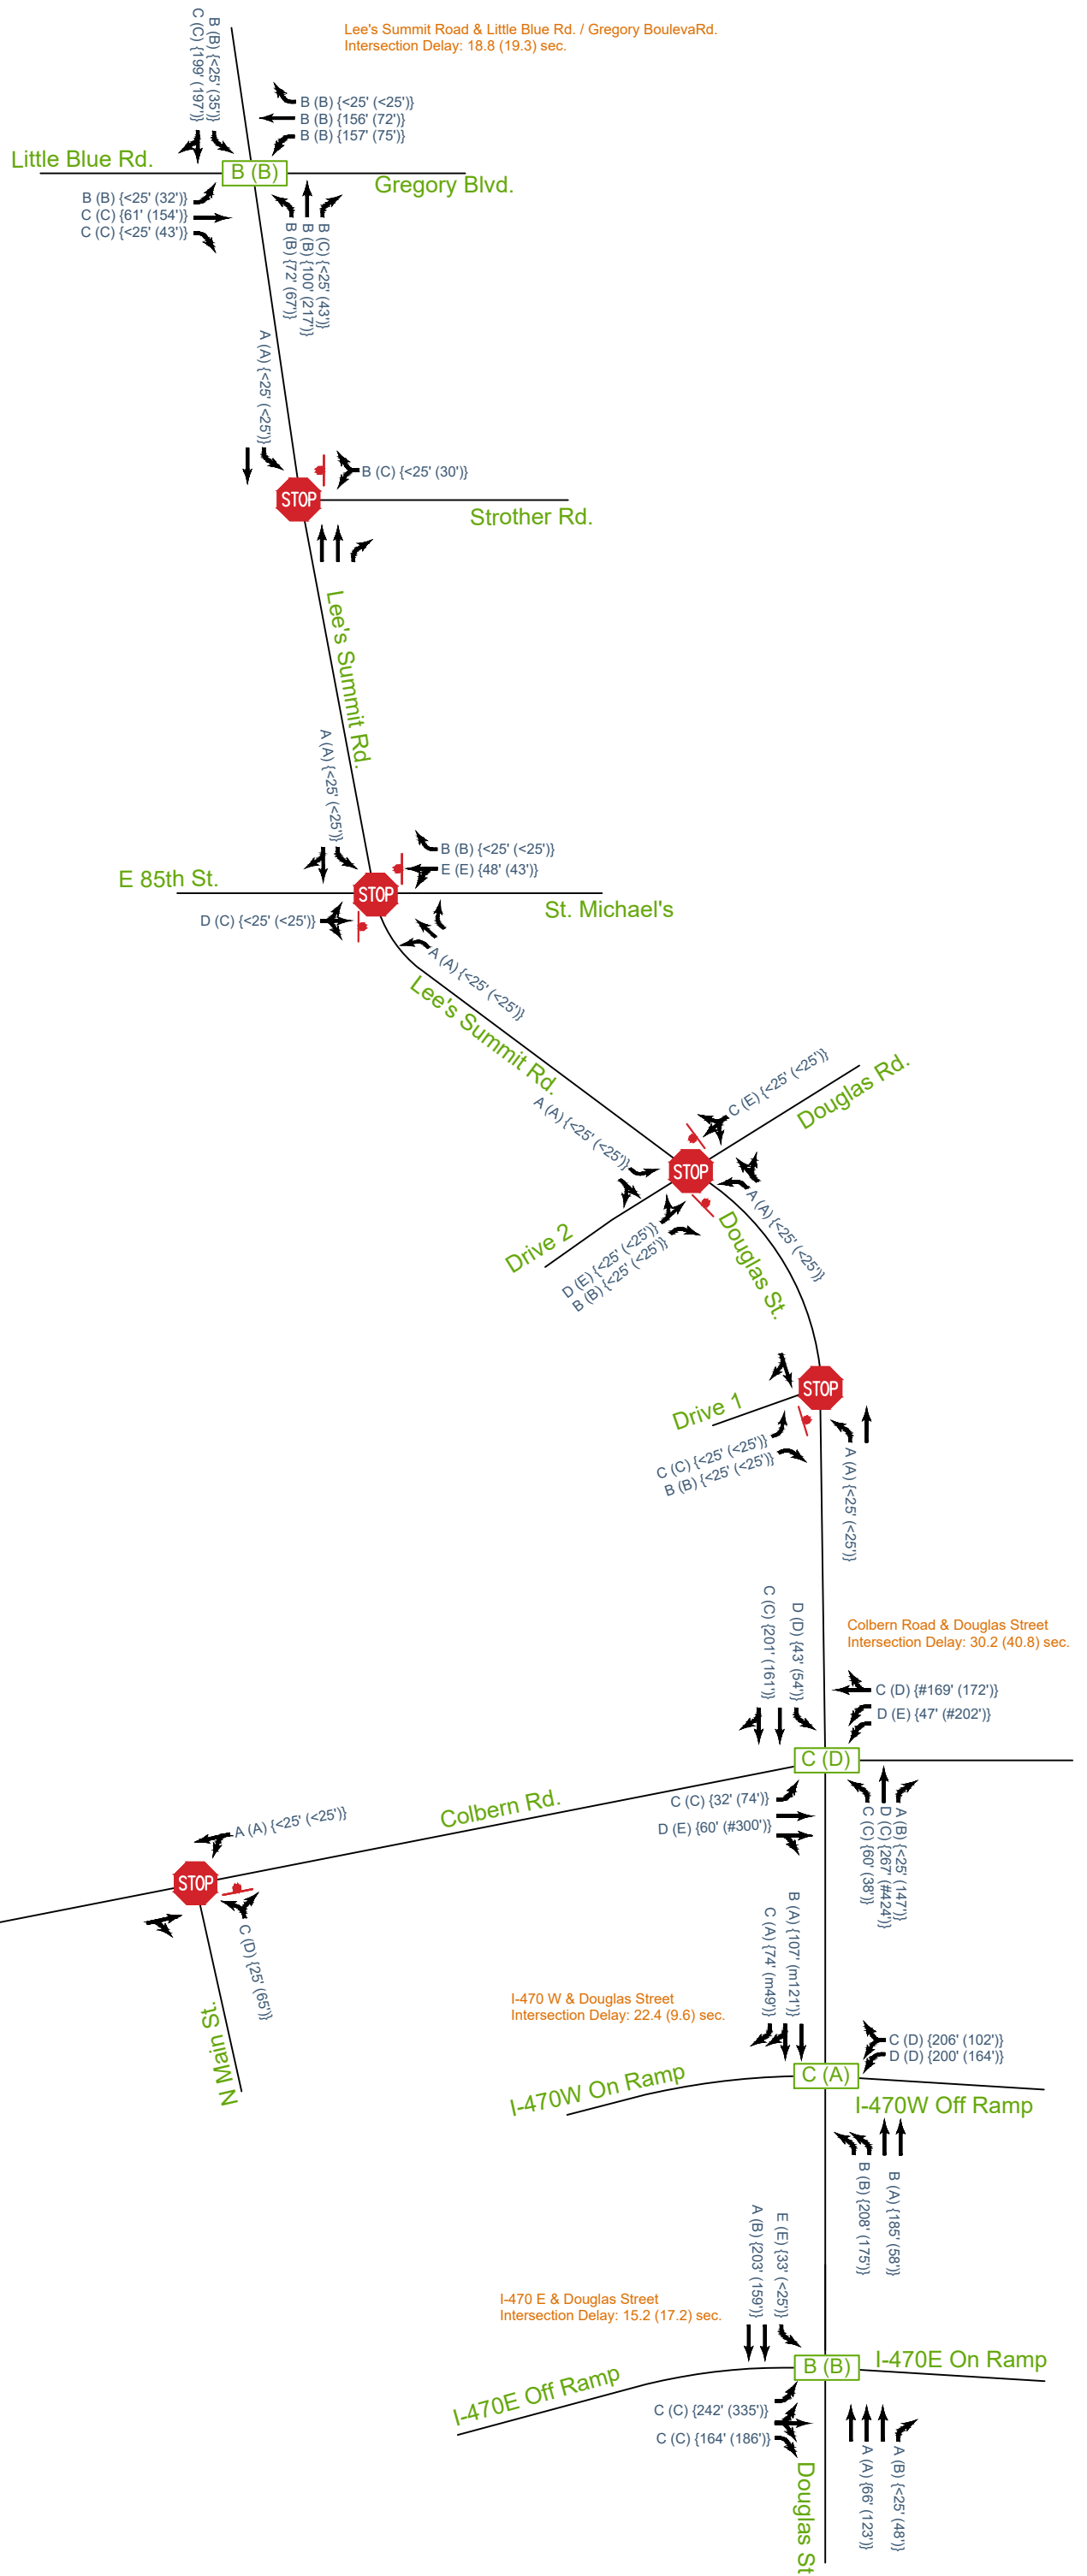 Lee's Summit Road & Little Blue Rd. / Gregory BoulevaRd.
Intersection Delay: 18.8 (19.3) sec.
B (B) {<25' (35')}
C (C) {199' (197')}
B (B) {<25' (<25')}
B (B) {156' (72')}
B (B) {157' (75')}
Little Blue Rd.
B (B)
Gregory Blvd.
B (B) {<25' (32')}
C (C) {61' (154')}
C (C) {<25' (43')}
B (C) {<25' (43')}
B (B) {100' (217')}
B (B) {72' (67')}
A (A) {<25' (<25')}
B (C) {<25' (30')}
STOP
Strother Rd.
Lee's Summit Rd.
A (A) {<25' (<25')}
B (B) {<25' (<25')}
E (E) {48' (43')}
E 85th St.
STOP
St. Michael's
D (C) {<25' (<25')}
A (A) {<25' (<25')}
Lee's Summit Rd.
C (E) {<25' (<25')}
Douglas Rd.
A (A) {<25' (<25')}
STOP
A (A) {<25' (<25')}
Drive 2
D (E) {<25' (<25')}
B (B) {<25' (<25')}
Douglas St.
STOP
Drive 1
C (C) {<25' (<25')}
B (B) {<25' (<25')}
A (A) {<25' (<25')}
Colbern Road & Douglas Street
Intersection Delay: 30.2 (40.8) sec.
D (D) {43' (54')}
C (C) {201' (161')}
C (D) {#169' (172')}
D (E) {47' (#202')}
C (D)
C (C) {32' (74')}
D (E) {60' (#300')}
A (B) {<25' (147')}
D (C) {267' (#424')}
C (C) {60' (38')}
Colbern Rd.
A (A) {<25' (<25')}
STOP
C (D) {25' (65')}
N Main St.
B (A) {107' (m121')}
C (A) {74' (m49')}
I-470 W & Douglas Street
Intersection Delay: 22.4 (9.6) sec.
C (D) {206' (102')}
D (D) {200' (164')}
I-470W On Ramp
C (A)
I-470W Off Ramp
B (A) {185' (58')}
B (B) {208' (175')}
E (E) {33' (<25')}
A (B) {203' (159')}
I-470 E & Douglas Street
Intersection Delay: 15.2 (17.2) sec.
I-470E Off Ramp
B (B)
I-470E On Ramp
C (C) {242' (335')}
C (C) {164' (186')}
A (B) {<25' (48')}
A (A) {66' (123')}
Douglas St